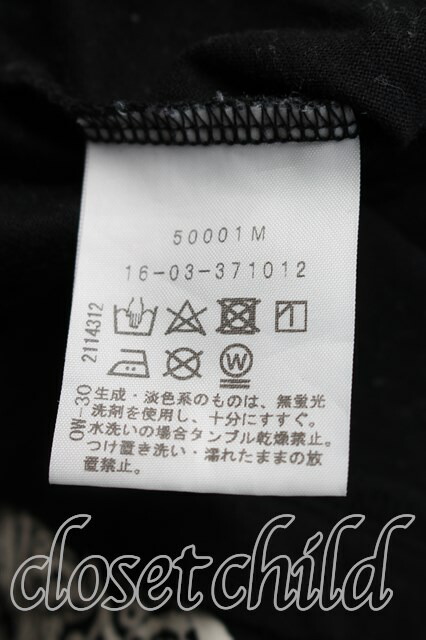 50001M
16-03-371012
W
2114312
OW-30
生成・淡色系のものは、無蛍光
洗剤を使用し、十分にすすぐ。
水洗いの場合タンブル乾燥禁止。
つけ置き洗い・濡れたままの放
置禁止。
closetchild